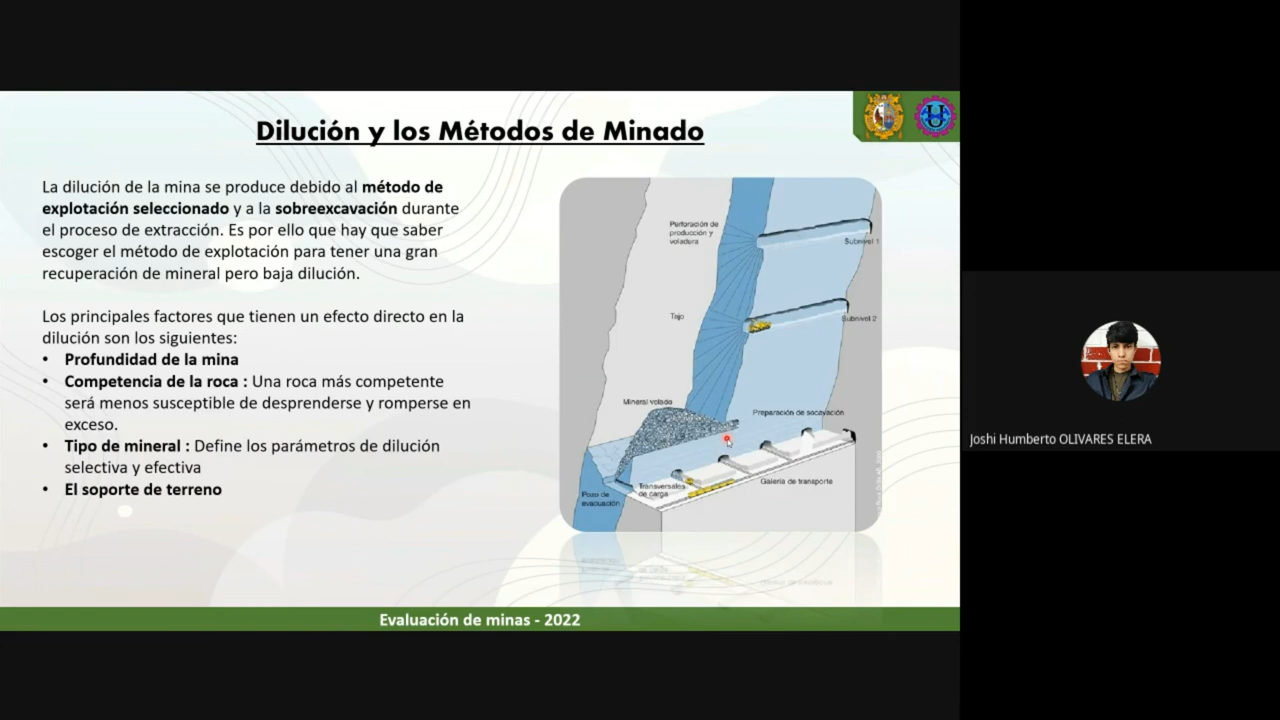 Dilución y los Métodos de Minado
La dilución de la mina se produce debido al método de
explotación seleccionado y a la sobreexcavación durante
el proceso de extracción. Es por ello que hay que saber
escoger el método de explotación para tener una gran
recuperación de mineral pero baja dilución.
Los principales factores que tienen un efecto directo en la
dilución son los siguientes:
• Profundidad de la mina
• Competencia de la roca : Una roca más competente
será menos susceptible de desprenderse y romperse en
exceso.
• Tipo de mineral : Define los parámetros de dilución
selectiva y efectiva
• El soporte de terreno
Perforación de
producción y
voladura
Subnivel 1
Tajo
Subnivel 2
Mineral volado
Preparación de socavación
Transversales
de carga
Galería de transporte
Pozo de
evacuación
Evaluación de minas - 2022
Joshi Humberto OLIVARES ELERA